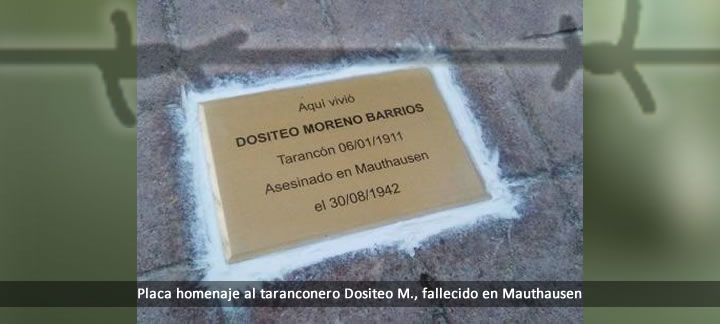 Aquí vivió
DOSITEO MORENO BARRIOS
Tarancón 06/01/1911
Asesinado en Mauthausen
el 30/08/1942
Placa homenaje al taranconero Dositeo M., fallecido en Mauthausen